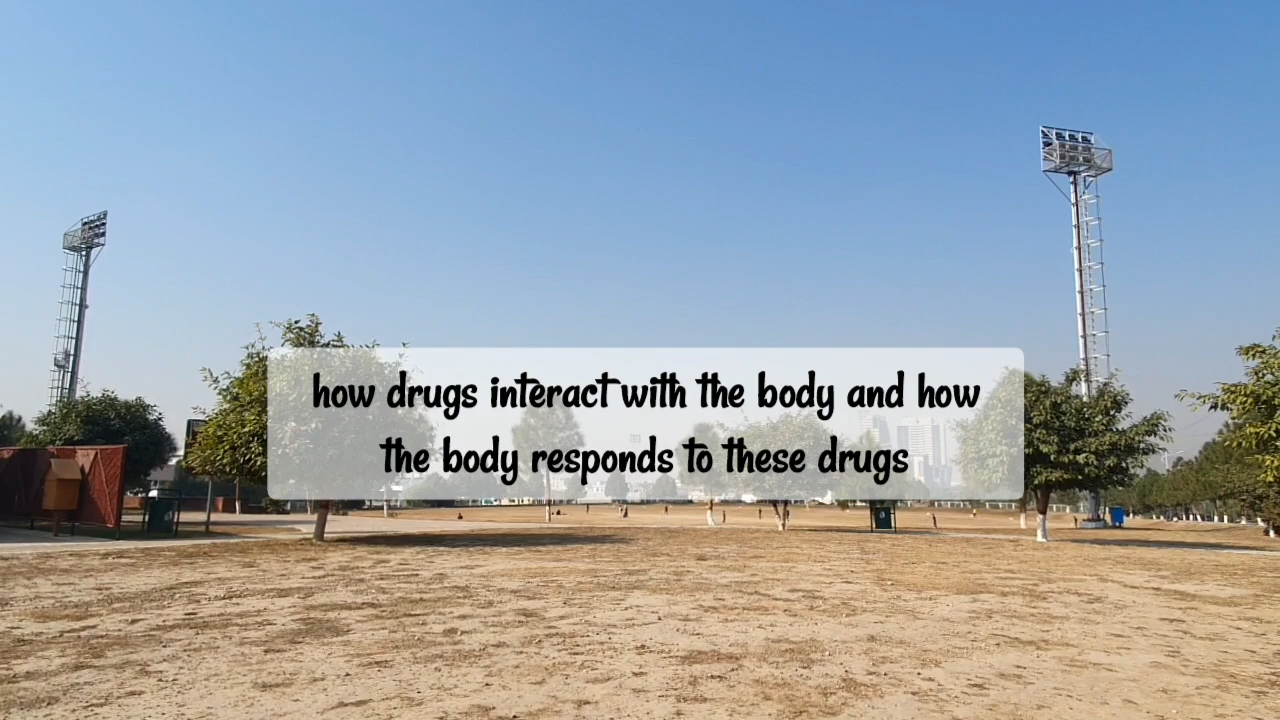 how drugs interact with the body and how
the body responds to these drugs